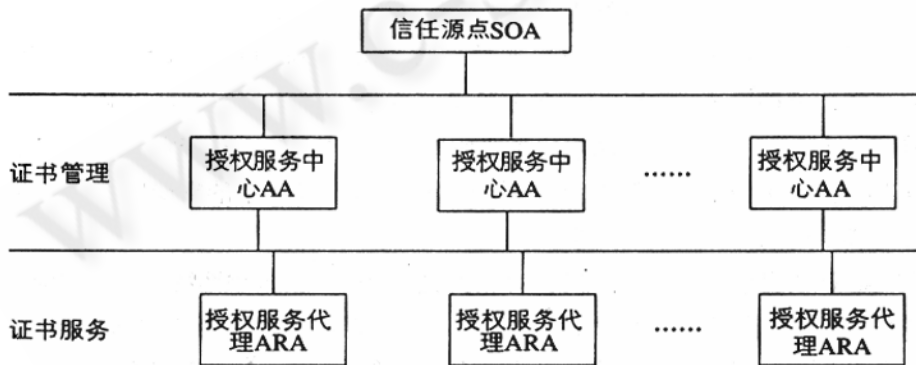 信任源点SOA
证书管理
授权服务中
心AA
授权服务中
心AA
......
授权服务中
心AA
证书服务
授权服务代
理ARA
授权服务代
理ARA
......
授权服务代
理ARA